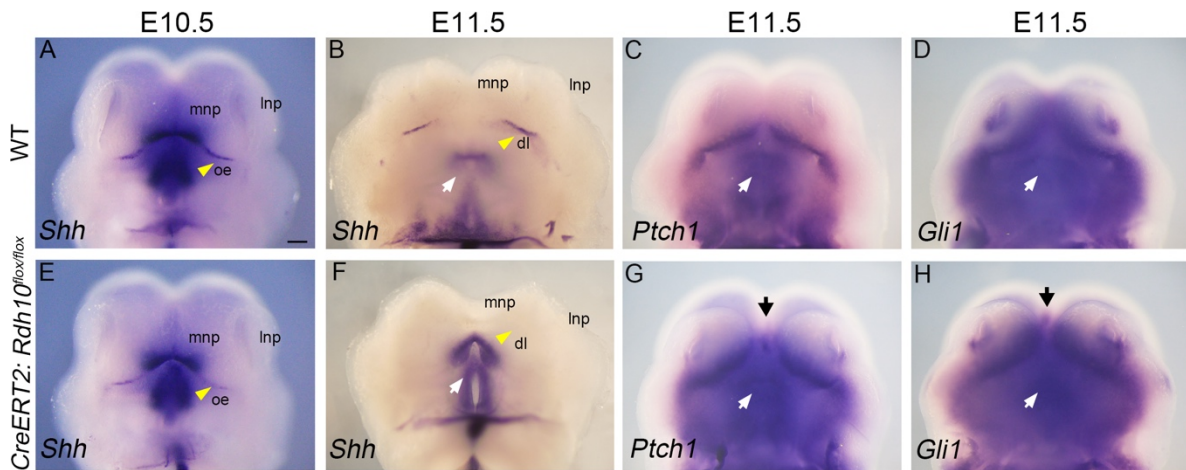 E10.5 E11.5 E11.5 E11.5
WT
A B C D
mnp lnp mnp lnp
oe dl
Shh Shh Ptch1 Gli1
CreERT2: Rdh10flox/flox
E F G H
mnp lnp mnp lnp
oe dl
Shh Shh Ptch1 Gli1